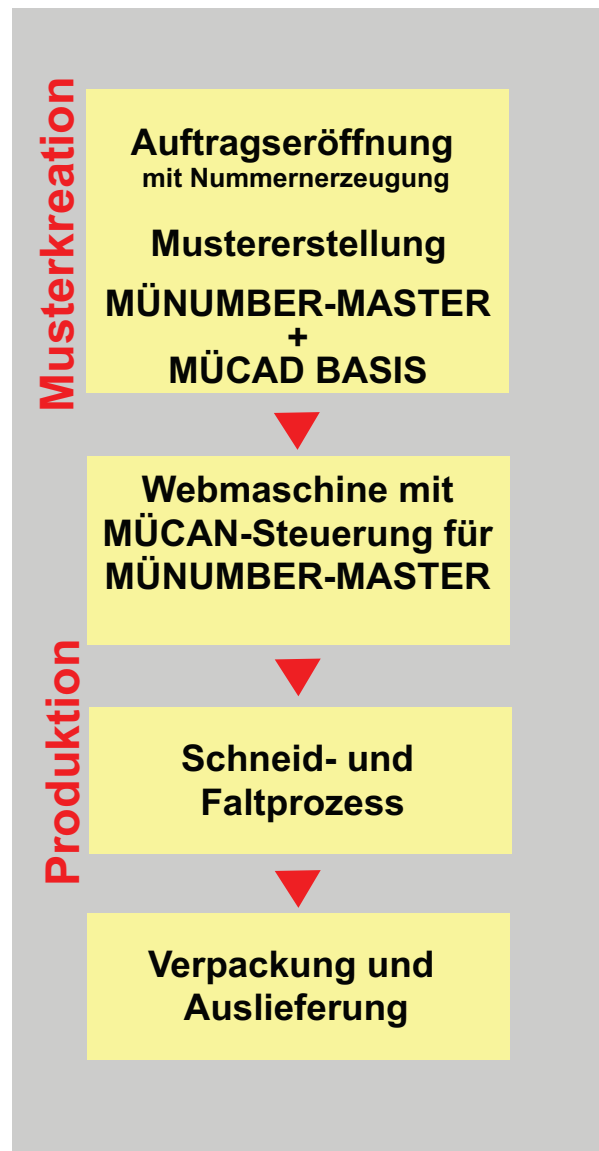 Musterkreation
Auftragseröffnung
mit Nummernerzeugung
Mustererstellung
MÜNUMBER-MASTER
+
MÜCAD BASIS
Webmaschine mit
MÜCAN-Steuerung für
MÜNUMBER-MASTER
Produktion
Schneid- und
Faltprozess
Verpackung und
Auslieferung